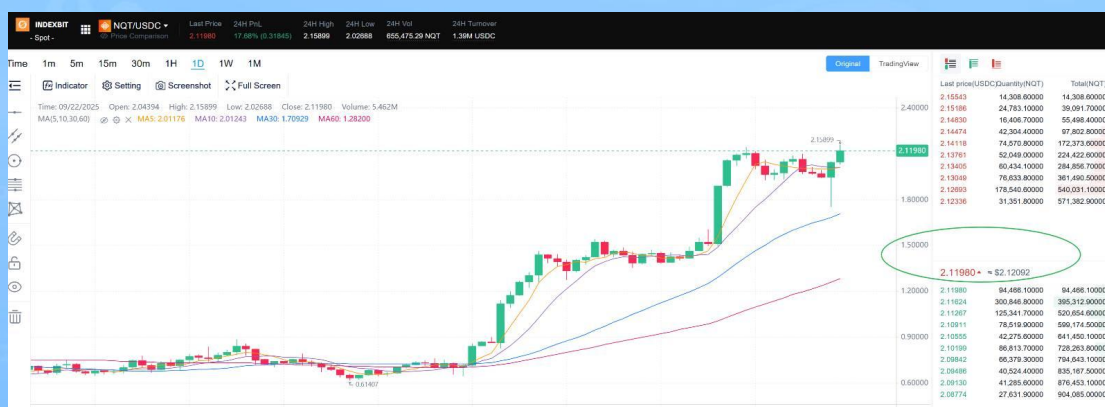 INDEXBIT
- Spot -
NQT/USDC
Price Comparison
Last Price 24H PnL 24H High 24H Low 24H Vol 24H Turnover
2.11980 17.68% (0.31845) 2.15899 2.02688 655,475.29 NQT 1.39M USDC
Time 1m 5m 15m 30m 1H 1D 1W 1M
Original TradingView
Indicator Setting Screenshot Full Screen
Time: 09/22/2025 Open: 2.04394 High: 2.15899 Low: 2.02688 Close: 2.11980 Volume: 5.462M
MA(5,10,30,60) MA5: 2.01176 MA10: 2.01243 MA30: 1.70929 MA60: 1.28200
2.15899
0.61407
2.40000
2.11980
1.80000
1.50000
1.20000
0.90000
0.60000
Last price(USDC) Quantity(NQT) Total(NQT)
2.15543 14,308.60000 14,308.60000
2.15186 24,783.10000 39,091.70000
2.14830 16,406.70000 55,498.40000
2.14474 42,304.40000 97,802.80000
2.14118 74,570.80000 172,373.60000
2.13761 52,049.00000 224,422.60000
2.13405 60,434.10000 284,856.70000
2.13049 76,633.80000 361,490.50000
2.12693 178,540.60000 540,031.10000
2.12336 31,351.80000 571,382.90000
2.11980 ≈ $2.12092
2.11980 94,466.10000 94,466.10000
2.11624 300,846.80000 395,312.90000
2.11267 125,341.70000 520,654.60000
2.10911 78,519.90000 599,174.50000
2.10555 42,275.60000 641,450.10000
2.10199 86,813.70000 728,263.80000
2.09842 66,379.30000 794,643.10000
2.09486 40,524.40000 835,167.50000
2.09130 41,285.60000 876,453.10000
2.08774 27,631.90000 904,085.00000